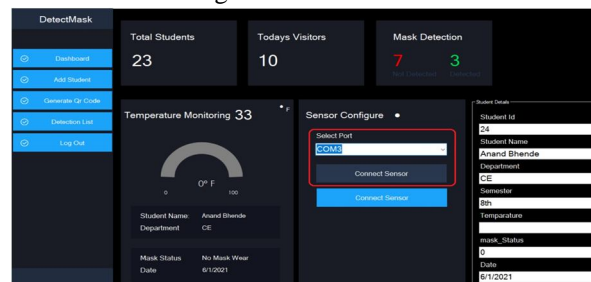 DetectMask
Dashboard
Add Student
Generate Qr Code
Detection List
Log Out
Total Students
23
Todays Visitors
10
Mask Detection
7 3
Not Detected Detected
Temperature Monitoring 33 ° F
0° F
0 100
Student Name: Anand Bhende
Department CE
Mask Status No Mask Wear
Date 6/1/2021
Sensor Configure
Select Port
COM3
Connect Sensor
Connect Sensor
Student Details
Student Id
24
Student Name
Anand Bhende
Department
CE
Semester
8th
Temparature
mask_Status
0
Date
6/1/2021